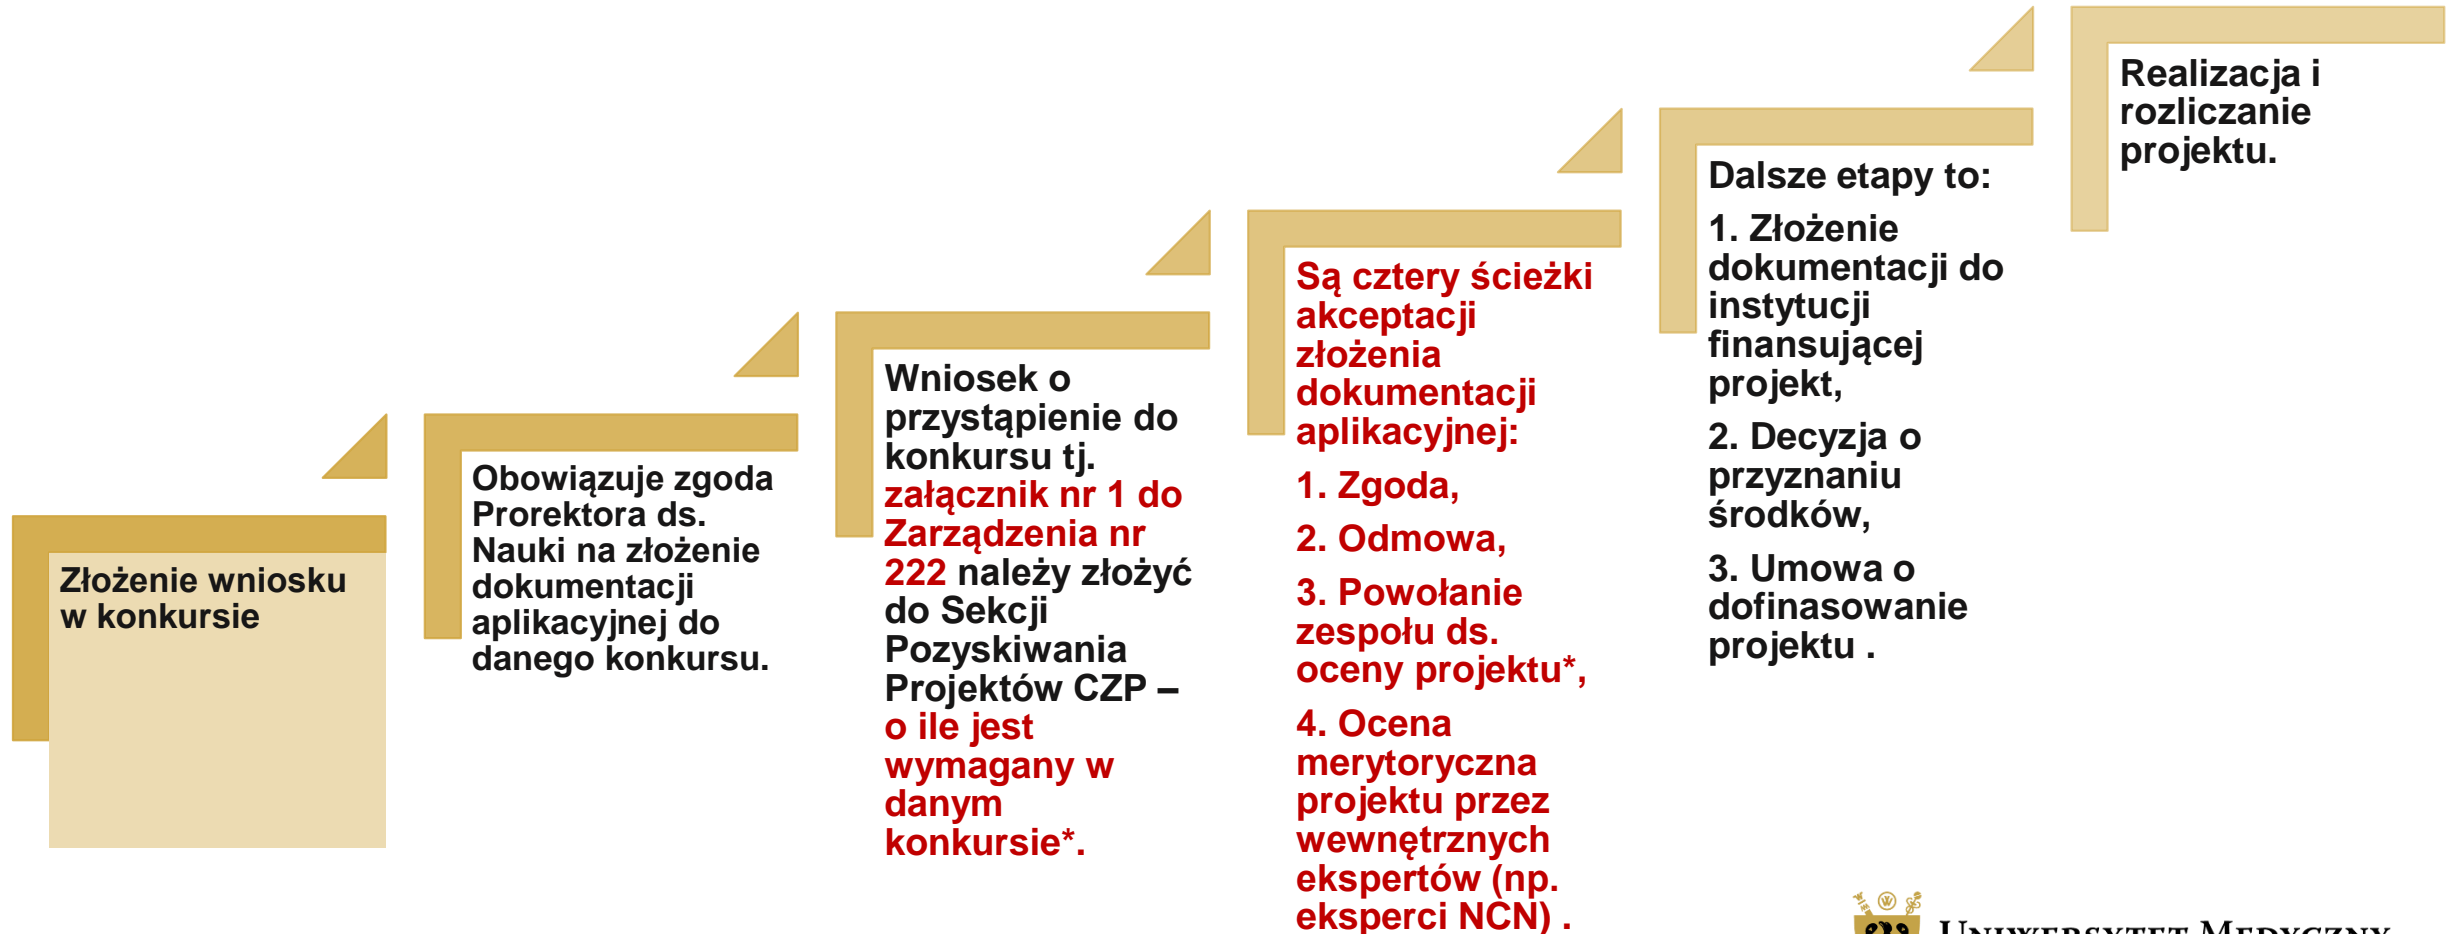 Złożenie wniosku
w konkursie
Obowiązuje zgoda
Prorektora ds.
Nauki na złożenie
dokumentacji
aplikacyjnej do
danego konkursu.
Wniosek o
przystąpienie do
konkursu tj.
załącznik nr 1 do
Zarządzenia nr
222 należy złożyć
do Sekcji
Pozyskiwania
Projektów CZP –
o ile jest
wymagany w
danym
konkursie*.
Są cztery ścieżki
akceptacji
złożenia
dokumentacji
aplikacyjnej:
1. Zgoda,
2. Odmowa,
3. Powołanie
zespołu ds.
oceny projektu*,
4. Ocena
merytoryczna
projektu przez
wewnętrznych
ekspertów (np.
eksperci NCN) .
Dalsze etapy to:
1. Złożenie
dokumentacji do
instytucji
finansującej
projekt,
2. Decyzja o
przyznaniu
środków,
3. Umowa o
dofinasowanie
projektu .
Realizacja i
rozliczanie
projektu.
UNIWERSYTET MEDYCZNY